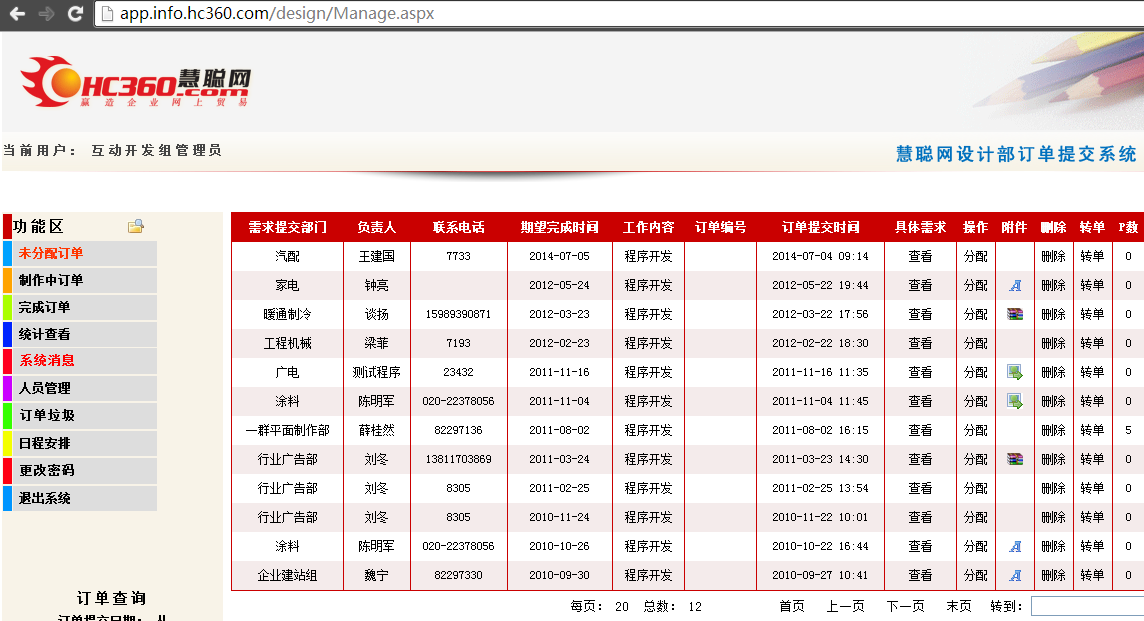 app.info.hc360.com/design/Manage.aspx
HC360慧聪网
.com
赢造企业网上贸易
当前用户： 互动开发组管理员
慧聪网设计部订单提交系统
功能区
未分配订单
制作中订单
完成订单
统计查看
系统消息
人员管理
订单垃圾
日程安排
更改密码
退出系统
订单查询
需求提交部门 负责人 联系电话 期望完成时间 工作内容 订单编号 订单提交时间 具体需求 操作 附件 删除 转单 P数
汽配 王建国 7733 2014-07-05 程序开发 2014-07-04 09:14 查看 分配 删除 转单 0
家电 钟亮 2012-05-24 程序开发 2012-05-22 19:44 查看 分配 删除 转单 0
暖通制冷 谈扬 15989390871 2012-03-23 程序开发 2012-03-22 17:56 查看 分配 删除 转单 0
工程机械 梁菲 7193 2012-02-23 程序开发 2012-02-22 18:30 查看 分配 删除 转单 0
广电 测试程序 23432 2011-11-16 程序开发 2011-11-16 11:35 查看 分配 删除 转单 0
涂料 陈明军 020-22378056 2011-11-04 程序开发 2011-11-04 11:45 查看 分配 删除 转单 0
一群平面制作部 薛桂然 82297136 2011-08-02 程序开发 2011-08-02 16:15 查看 分配 删除 转单 5
行业广告部 刘冬 13811703869 2011-03-24 程序开发 2011-03-23 14:30 查看 分配 删除 转单 0
行业广告部 刘冬 8305 2011-02-25 程序开发 2011-02-25 13:54 查看 分配 删除 转单 0
行业广告部 刘冬 8305 2010-11-24 程序开发 2010-11-22 10:01 查看 分配 删除 转单 0
涂料 陈明军 020-22378056 2010-10-26 程序开发 2010-10-22 16:44 查看 分配 删除 转单 0
企业建站组 魏宁 82297330 2010-09-30 程序开发 2010-09-27 10:41 查看 分配 删除 转单 0
每页： 20 总数： 12 首页 上一页 下一页 末页 转到：